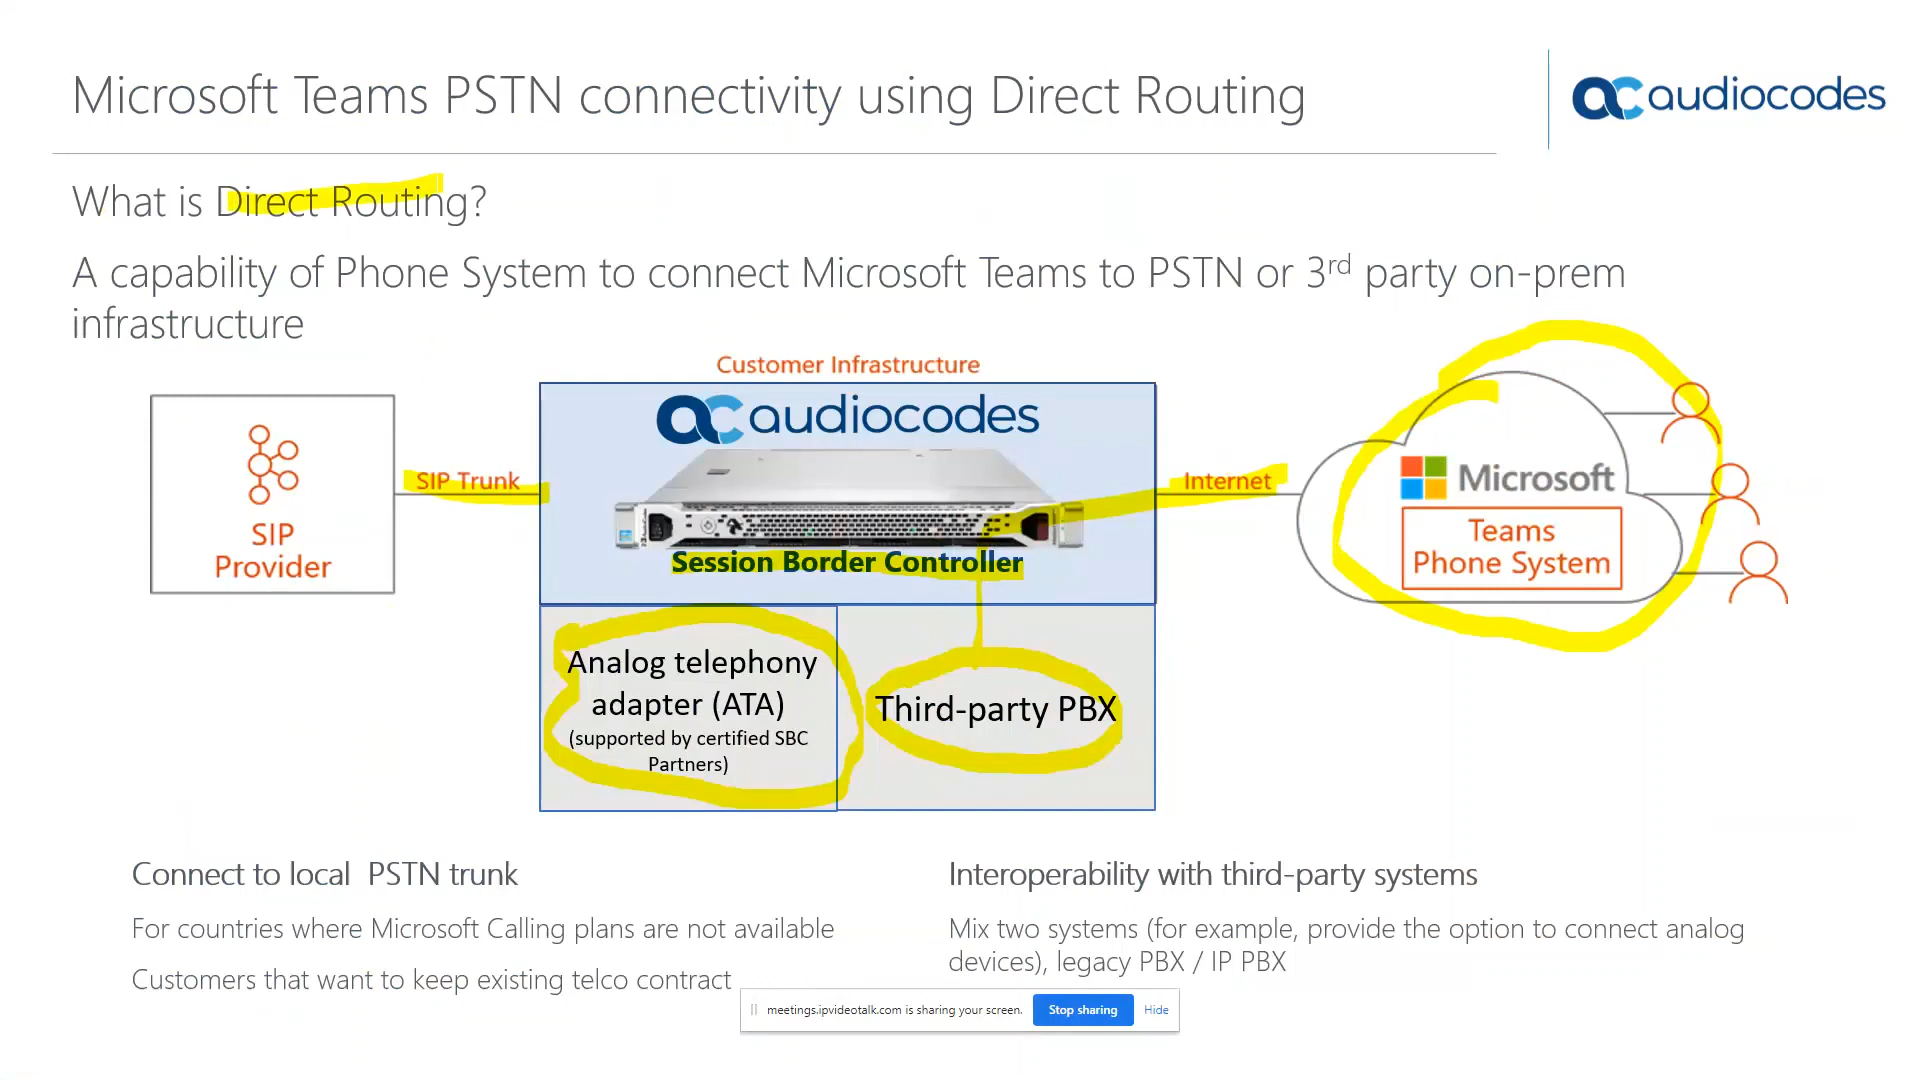 Microsoft Teams PSTN connectivity using Direct Routing
audiocodes
What is Direct Routing?
A capability of Phone System to connect Microsoft Teams to PSTN or 3rd party on-prem
infrastructure
Customer Infrastructure
audiocodes
SIP Trunk
Internet
Microsoft
SIP
Provider
Teams
Phone System
Session Border Controller
Analog telephony
adapter (ATA)
(supported by certified SBC
Partners)
Third-party PBX
Connect to local PSTN trunk
For countries where Microsoft Calling plans are not available
Customers that want to keep existing telco contract
Interoperability with third-party systems
Mix two systems (for example, provide the option to connect analog
devices), legacy PBX / IP PBX
meetings.ipvideotalk.com is sharing your screen.
Stop sharing
Hide